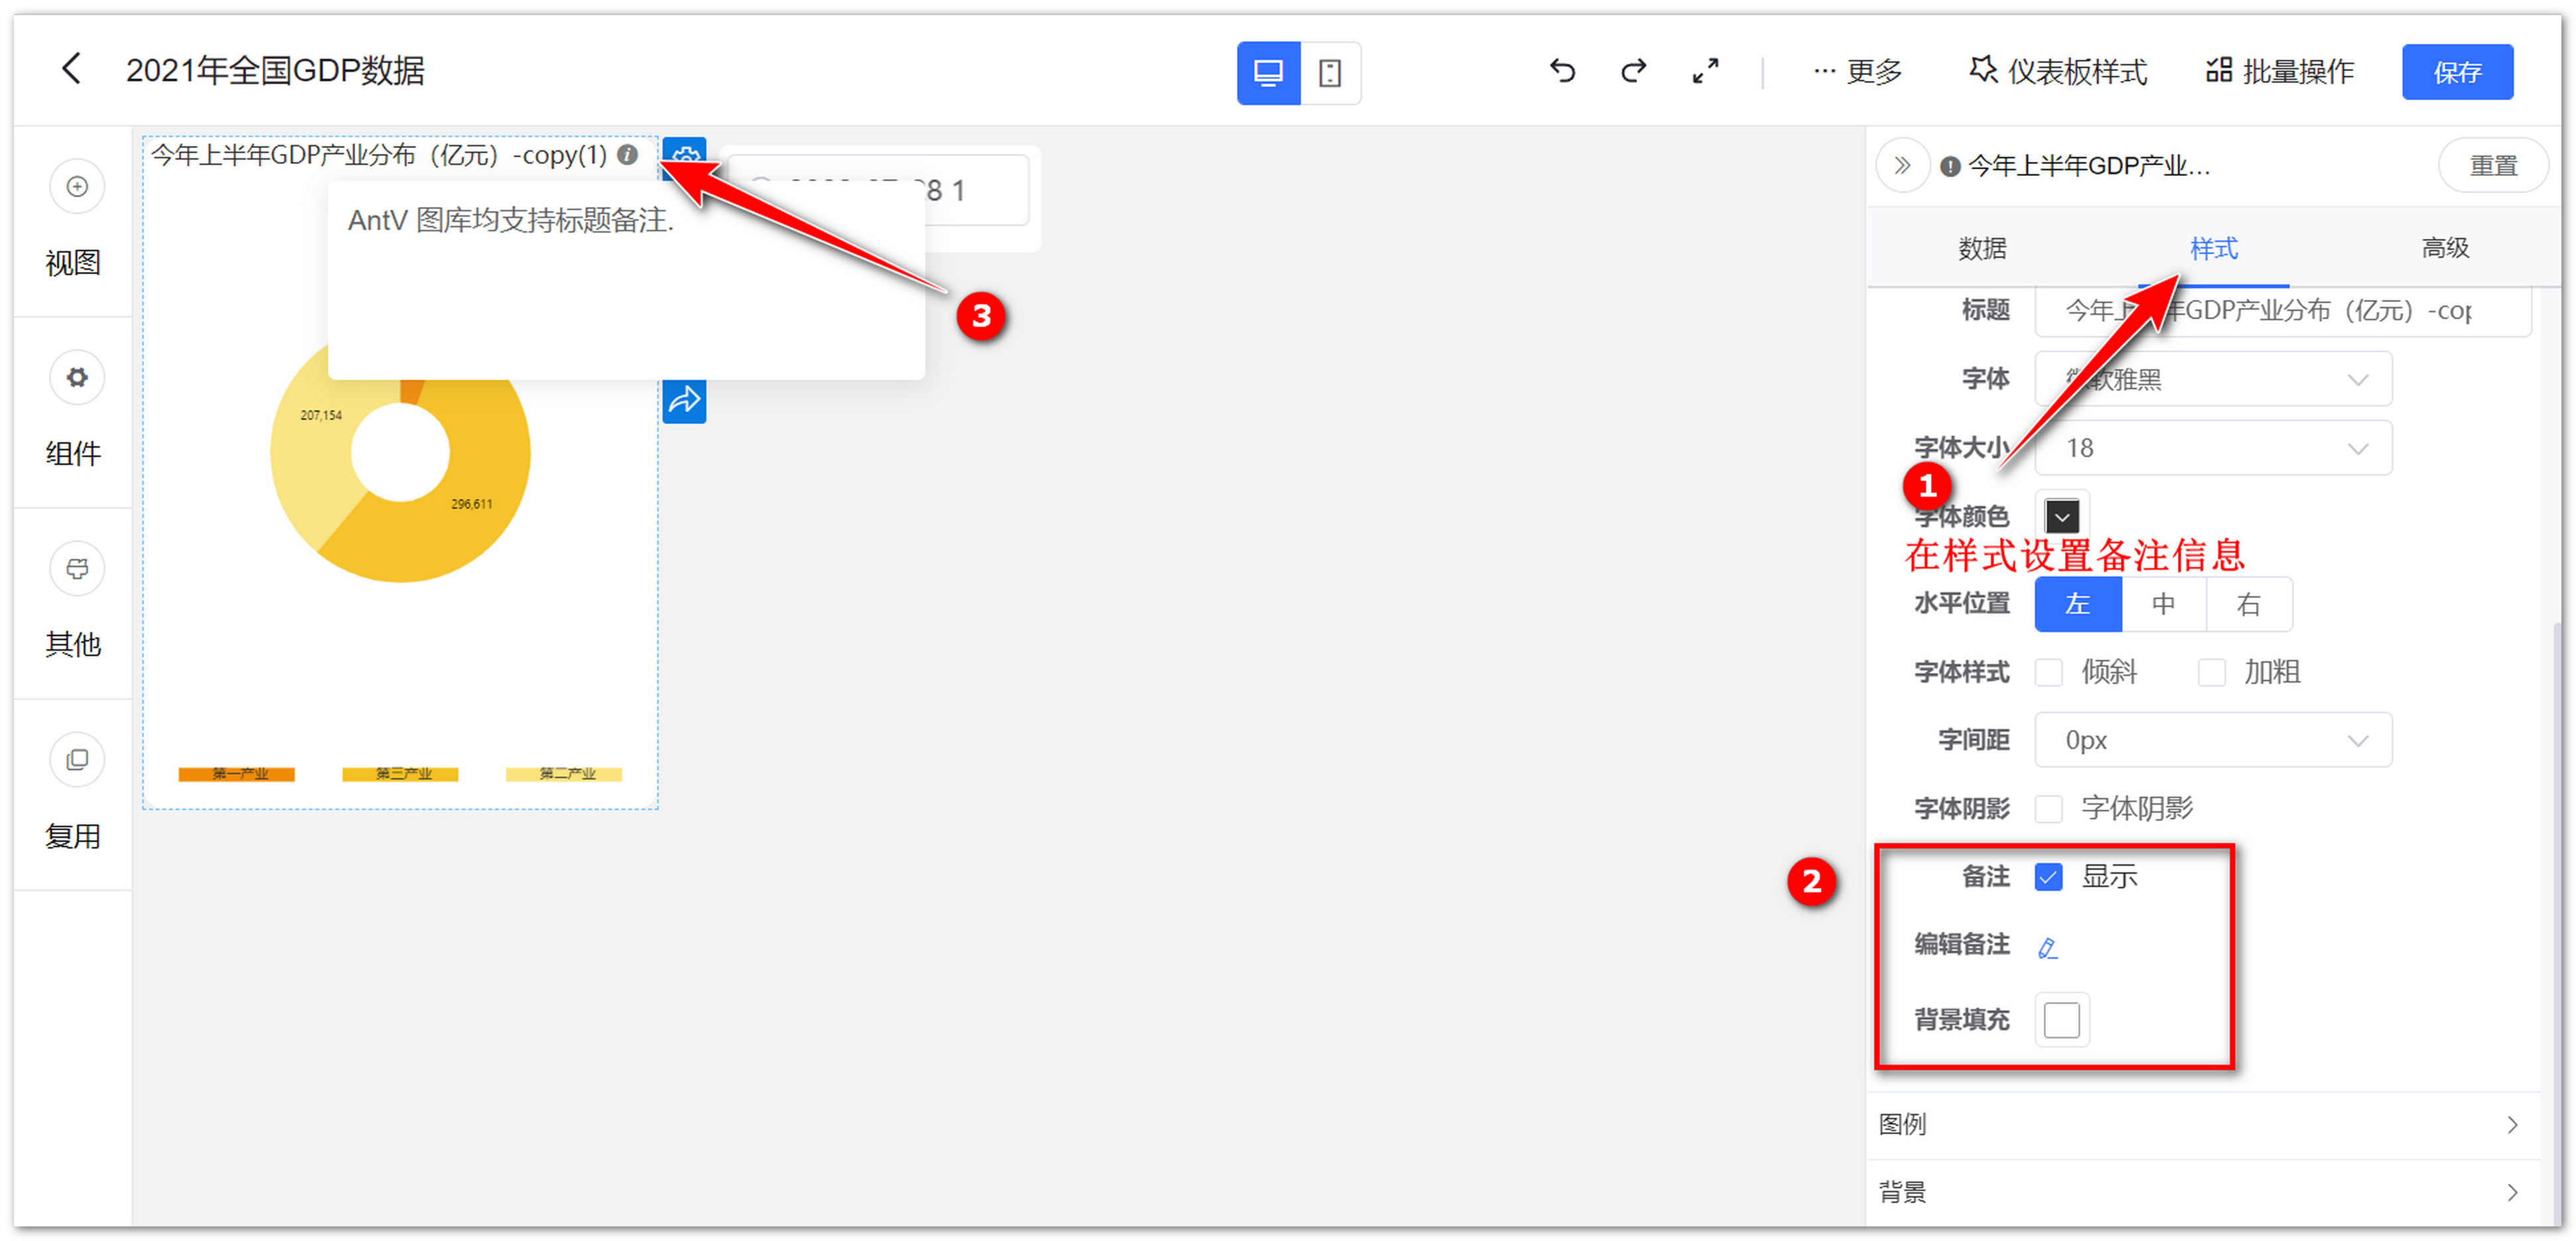 2021年全国GDP数据
更多
仪表板样式
批量操作
保存
视图
组件
其他
复用
今年上半年GDP产业分布（亿元）-copy(1)
8 1
AntV 图库均支持标题备注.
3
207,154
296,611
第一产业
第三产业
第二产业
今年上半年GDP产业...
重置
数据
样式
高级
标题
今年上 年GDP产业分布（亿元）-cop
字体
微软雅黑
字体大小
18
1
字体颜色
在样式设置备注信息
水平位置
左
中
右
字体样式
倾斜
加粗
字间距
0px
字体阴影
字体阴影
2
备注
显示
编辑备注
背景填充
图例
背景